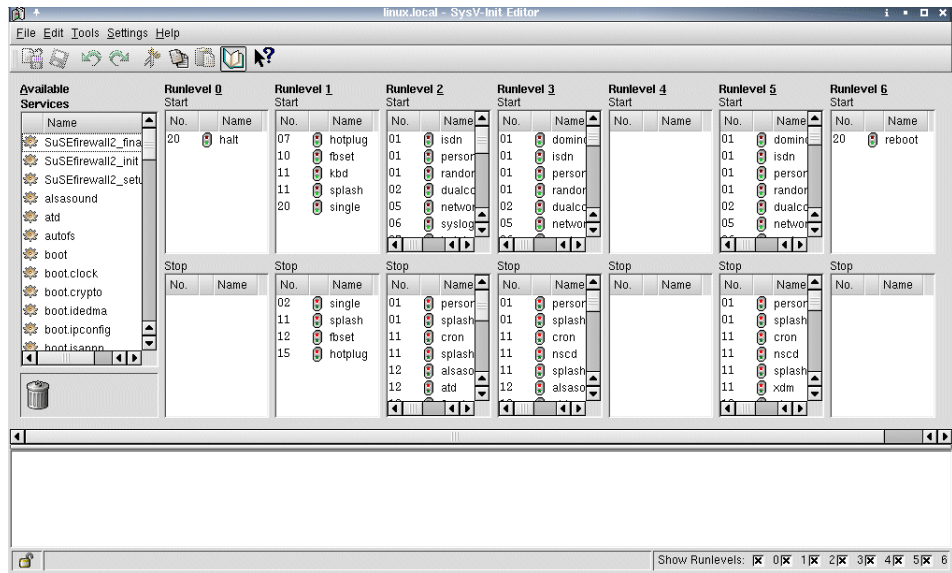 linux.local - SysV-Init Editor
File Edit Tools Settings Help
Available Services
Name
SuSEfirewall2_fina
SuSEfirewall2_init
SuSEfirewall2_setu
alsasound
atd
autofs
boot
boot.clock
boot.crypto
boot.idedma
boot.ipconfig
boot.isapnp
Runlevel 0
Start
No. Name
20 halt
Stop
No. Name
Runlevel 1
Start
No. Name
07 hotplug
10 fbset
11 kbd
11 splash
20 single
Stop
No. Name
02 single
11 splash
12 fbset
15 hotplug
Runlevel 2
Start
No. Name
01 isdn
01 person
01 randor
02 dualco
05 networ
06 syslog
Stop
No. Name
01 person
01 splash
11 cron
11 splash
12 alsaso
12 atd
Runlevel 3
Start
No. Name
01 domino
01 isdn
01 person
01 randor
02 dualco
05 networ
Stop
No. Name
01 person
01 splash
11 cron
11 nscd
11 splash
12 alsaso
Runlevel 4
Start
No. Name
Stop
No. Name
Runlevel 5
Start
No. Name
01 domino
01 isdn
01 person
01 randor
02 dualco
05 networ
Stop
No. Name
01 person
01 splash
11 cron
11 nscd
11 splash
11 xdm
Runlevel 6
Start
No. Name
20 reboot
Stop
No. Name
Show Runlevels: 0 1 2 3 4 5 6